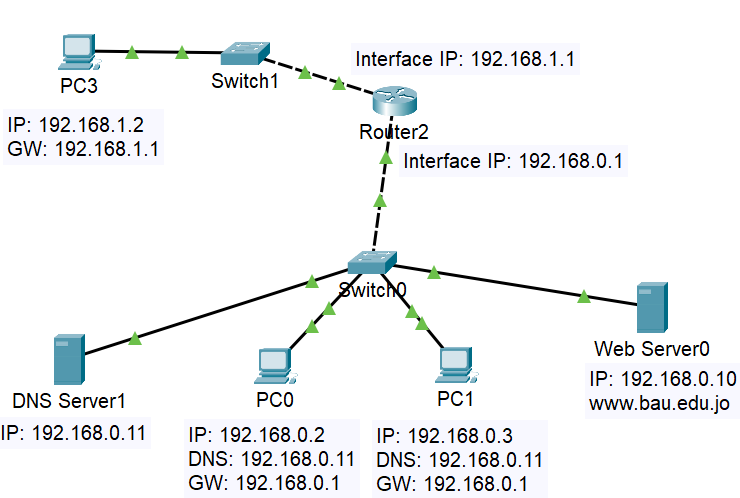 Interface IP: 192.168.1.1
Switch1
PC3
IP: 192.168.1.2
GW: 192.168.1.1
Router2
Interface IP: 192.168.0.1
Switch0
Web Server0
IP: 192.168.0.10
www.bau.edu.jo
DNS Server1
IP: 192.168.0.11
PC0
IP: 192.168.0.2
DNS: 192.168.0.11
GW: 192.168.0.1
PC1
IP: 192.168.0.3
DNS: 192.168.0.11
GW: 192.168.0.1